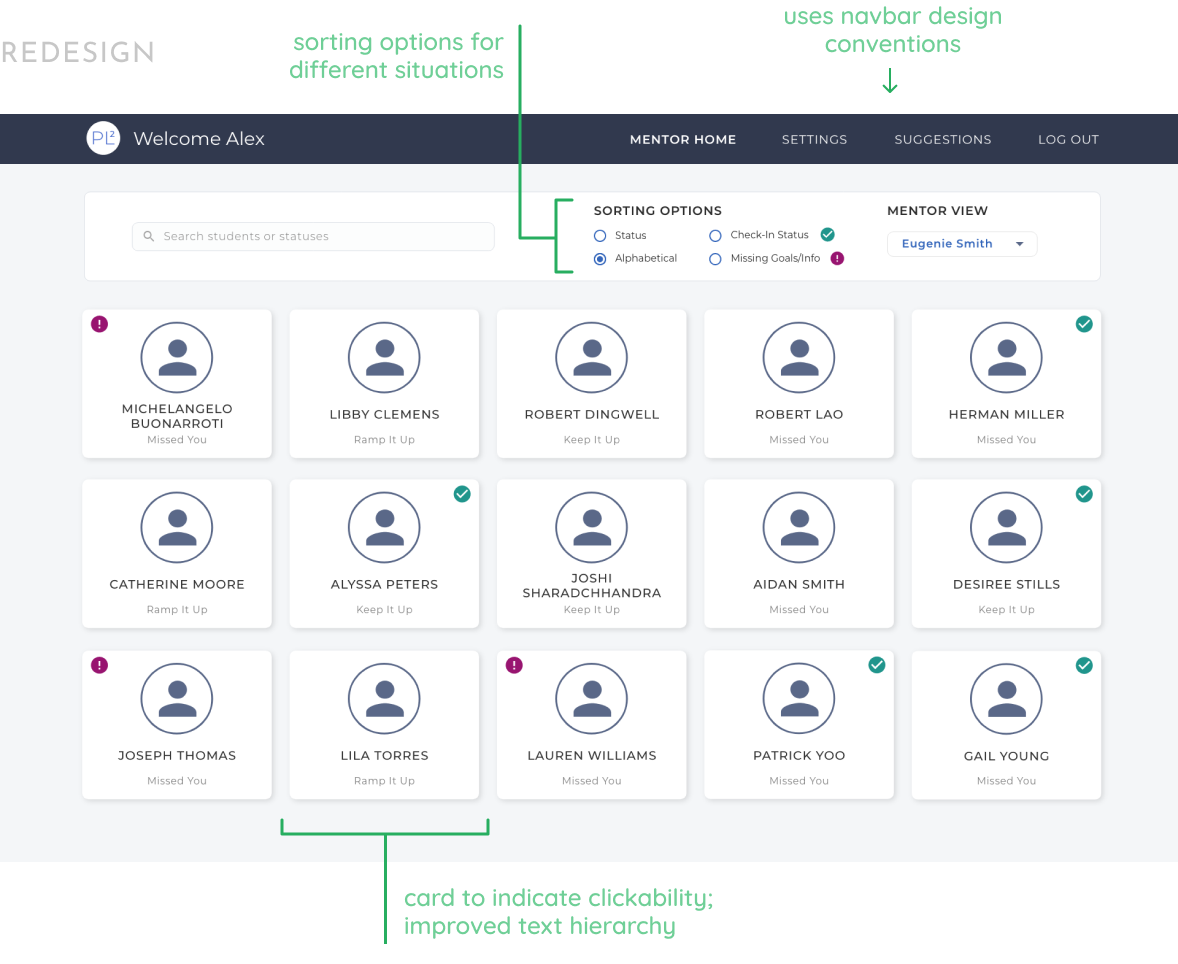 REDESIGN
sorting options for
different situations
uses navbar design
conventions
PL²
Welcome Alex
MENTOR HOME
SETTINGS
SUGGESTIONS
LOG OUT
Search students or statuses
SORTING OPTIONS
Status
Check-In Status
Alphabetical
Missing Goals/Info
MENTOR VIEW
Eugenie Smith
MICHELANGELO
BUONARROTI
Missed You
LIBBY CLEMENS
Ramp It Up
ROBERT DINGWELL
Keep It Up
ROBERT LAO
Missed You
HERMAN MILLER
Missed You
CATHERINE MOORE
Ramp It Up
ALYSSA PETERS
Keep It Up
JOSHI
SHARADCHHANDRA
Keep It Up
AIDAN SMITH
Missed You
DESIREE STILLS
Keep It Up
JOSEPH THOMAS
Missed You
LILA TORRES
Ramp It Up
LAUREN WILLIAMS
Missed You
PATRICK YOO
Missed You
GAIL YOUNG
Missed You
card to indicate clickability;
improved text hierarchy